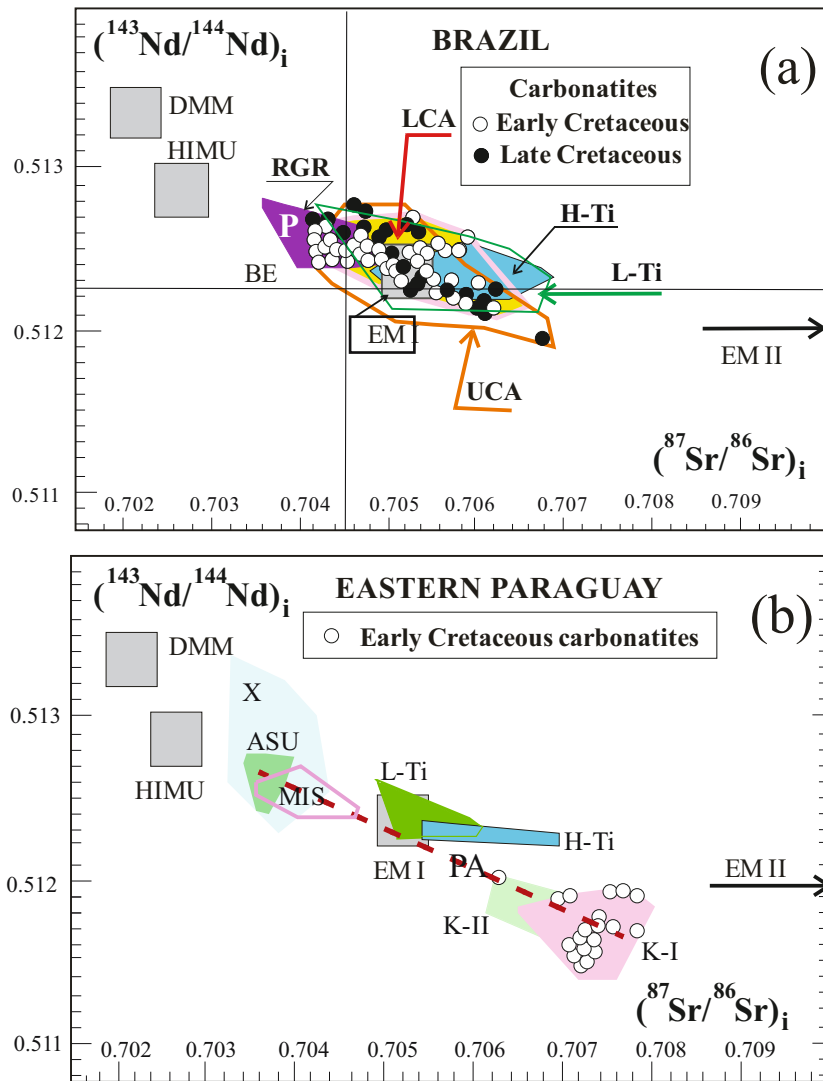 (¹⁴³Nd/¹⁴⁴Nd)i
BRAZIL
(a)
DMM
Carbonatites
LCA
Early Cretaceous
HIMU
Late Cretaceous
0.513
RGR
P
H-Ti
BE
L-Ti
0.512
EM I
EM II
UCA
(⁸⁷Sr/⁸⁶Sr)i
0.511
0.702 0.703 0.704 0.705 0.706 0.707 0.708 0.709
(¹⁴³Nd/¹⁴⁴Nd)i
EASTERN PARAGUAY
(b)
Early Cretaceous carbonatites
DMM
X
0.513
ASU
HIMU
L-Ti
MIS
H-Ti
EM I
PA
EM II
0.512
K-II
K-I
(⁸⁷Sr/⁸⁶Sr)i
0.511
0.702 0.703 0.704 0.705 0.706 0.707 0.708 0.709